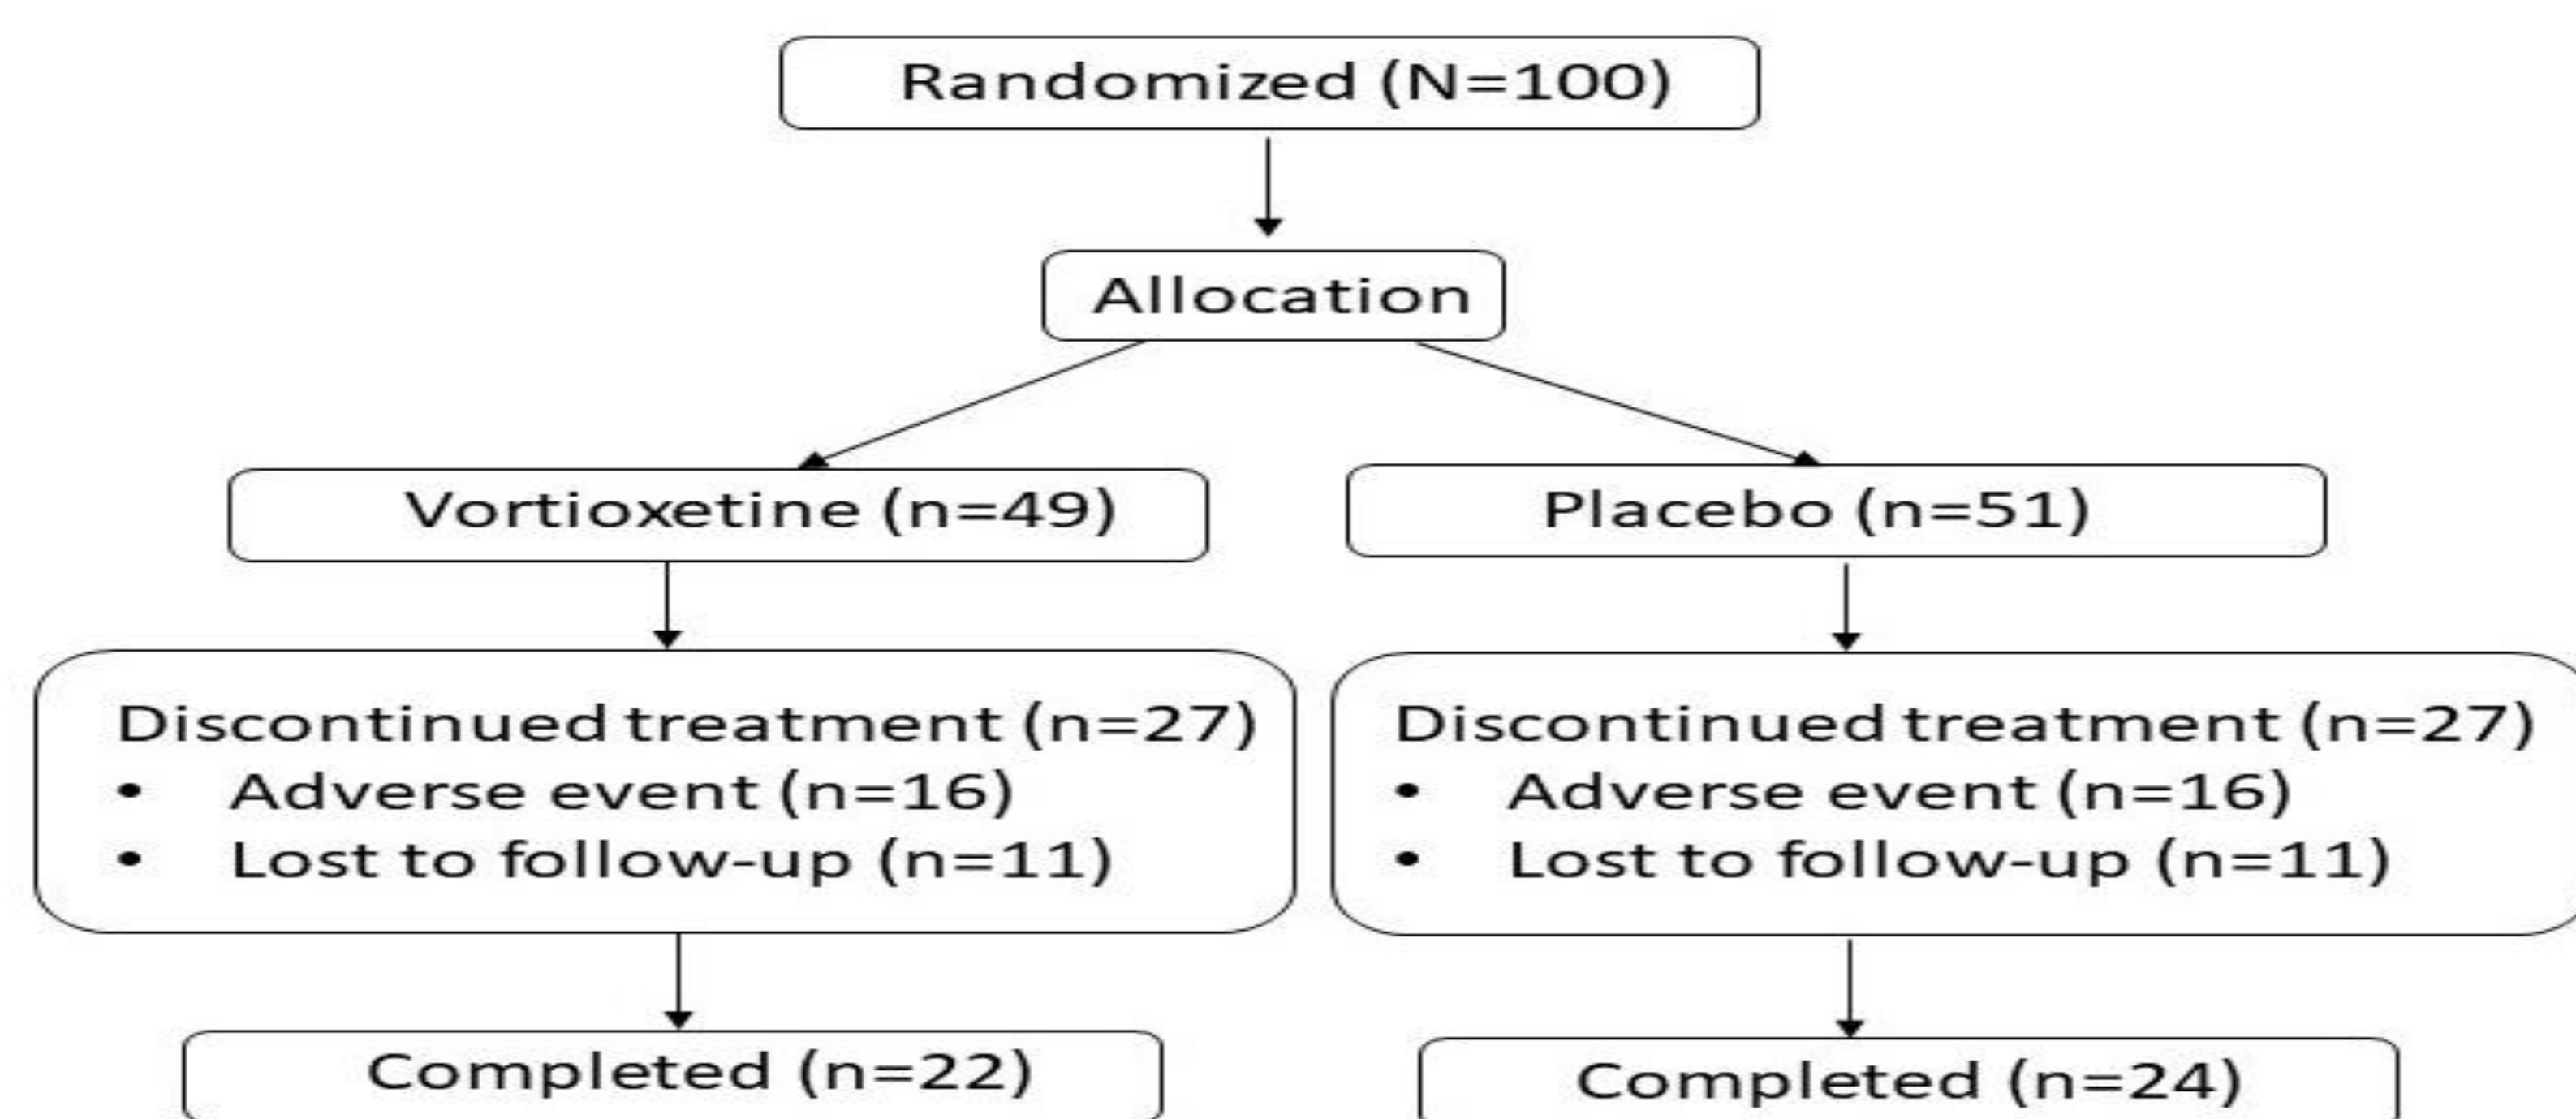 Randomized (N=100)
Allocation
Vortioxetine (n=49)
Placebo (n=51)
Discontinued treatment (n=27)
• Adverse event (n=16)
• Lost to follow-up (n=11)
Discontinued treatment (n=27)
• Adverse event (n=16)
• Lost to follow-up (n=11)
Completed (n=22)
Completed (n=24)